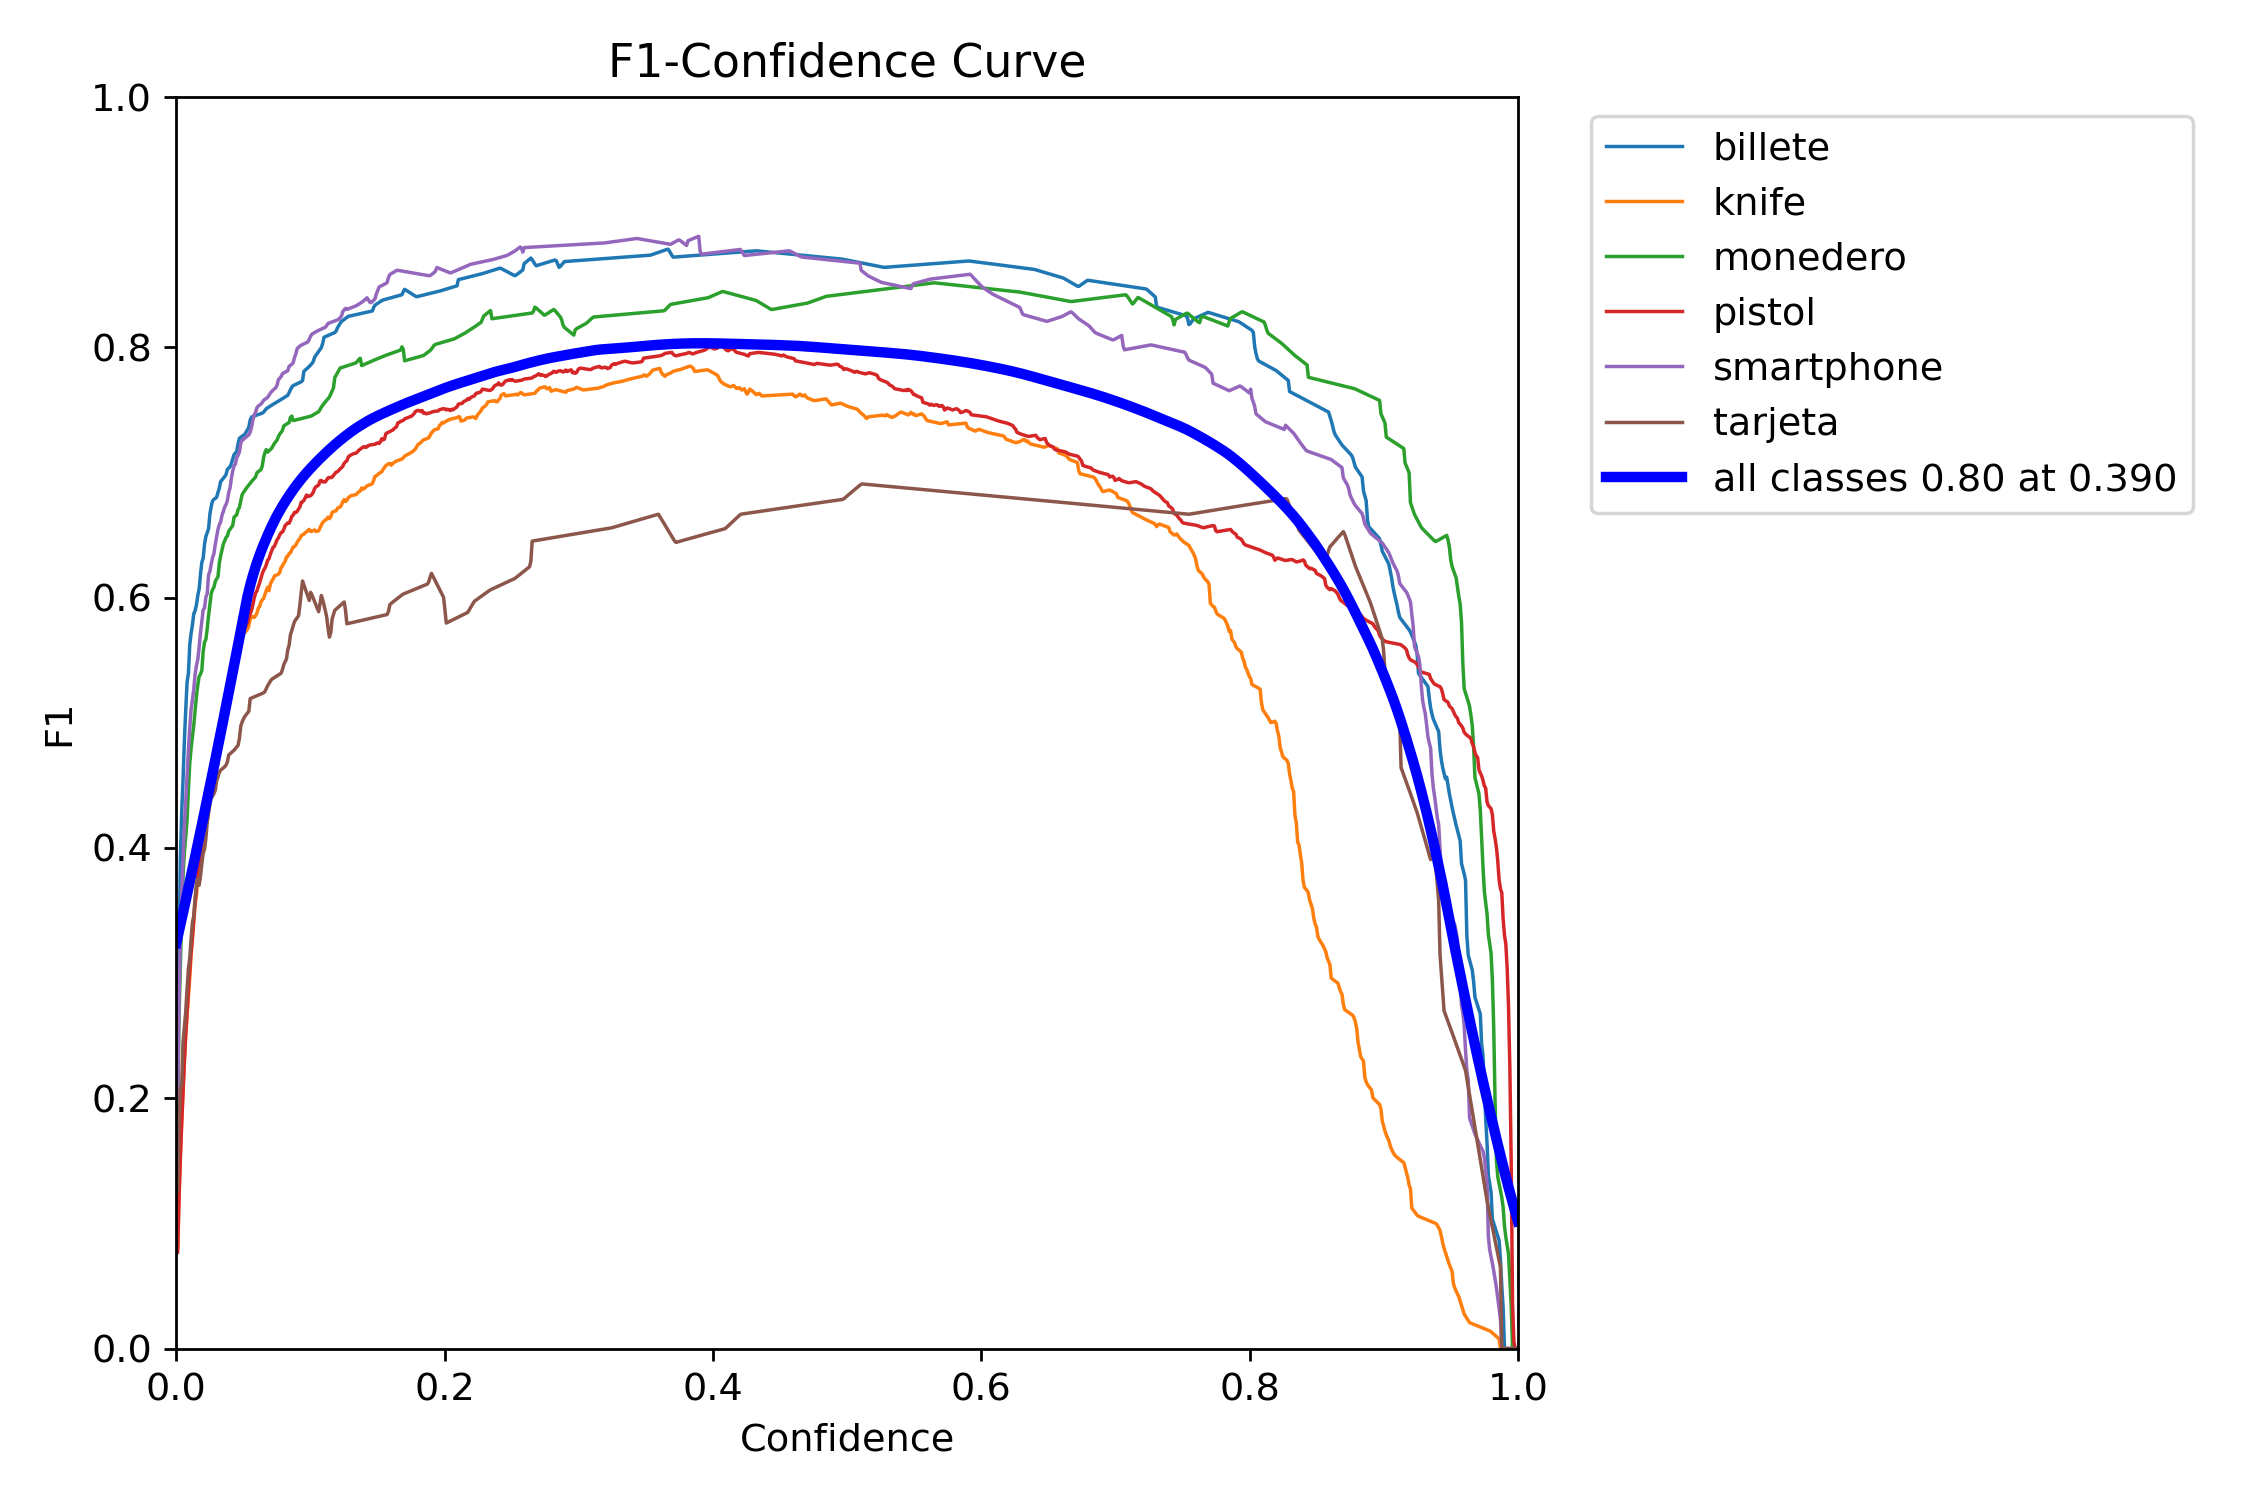 F1-Confidence Curve
1.0
0.8
0.6
0.4
0.2
0.0
F1
0.0 0.2 0.4 0.6 0.8 1.0
Confidence
billete
knife
monedero
pistol
smartphone
tarjeta
all classes 0.80 at 0.390